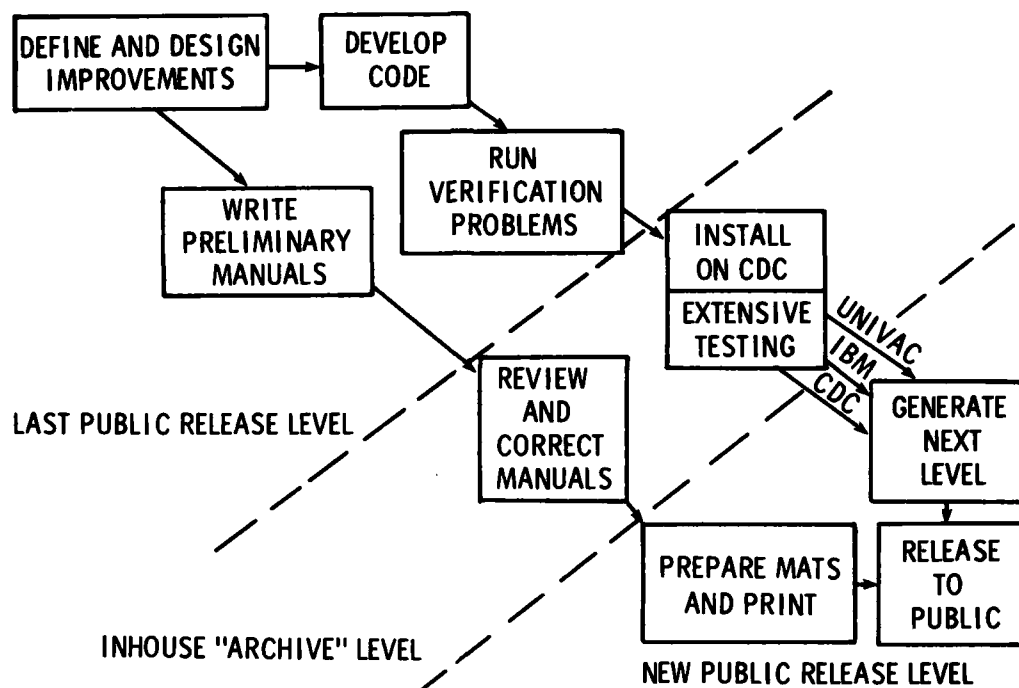 DEFINE AND DESIGN
IMPROVEMENTS
DEVELOP
CODE
RUN
VERIFICATION
PROBLEMS
WRITE
PRELIMINARY
MANUALS
INSTALL
ON CDC
EXTENSIVE
TESTING
UNIVAC
IBM
CDC
LAST PUBLIC RELEASE LEVEL
REVIEW
AND
CORRECT
MANUALS
GENERATE
NEXT
LEVEL
PREPARE MATS
AND PRINT
RELEASE
TO
PUBLIC
INHOUSE "ARCHIVE" LEVEL
NEW PUBLIC RELEASE LEVEL